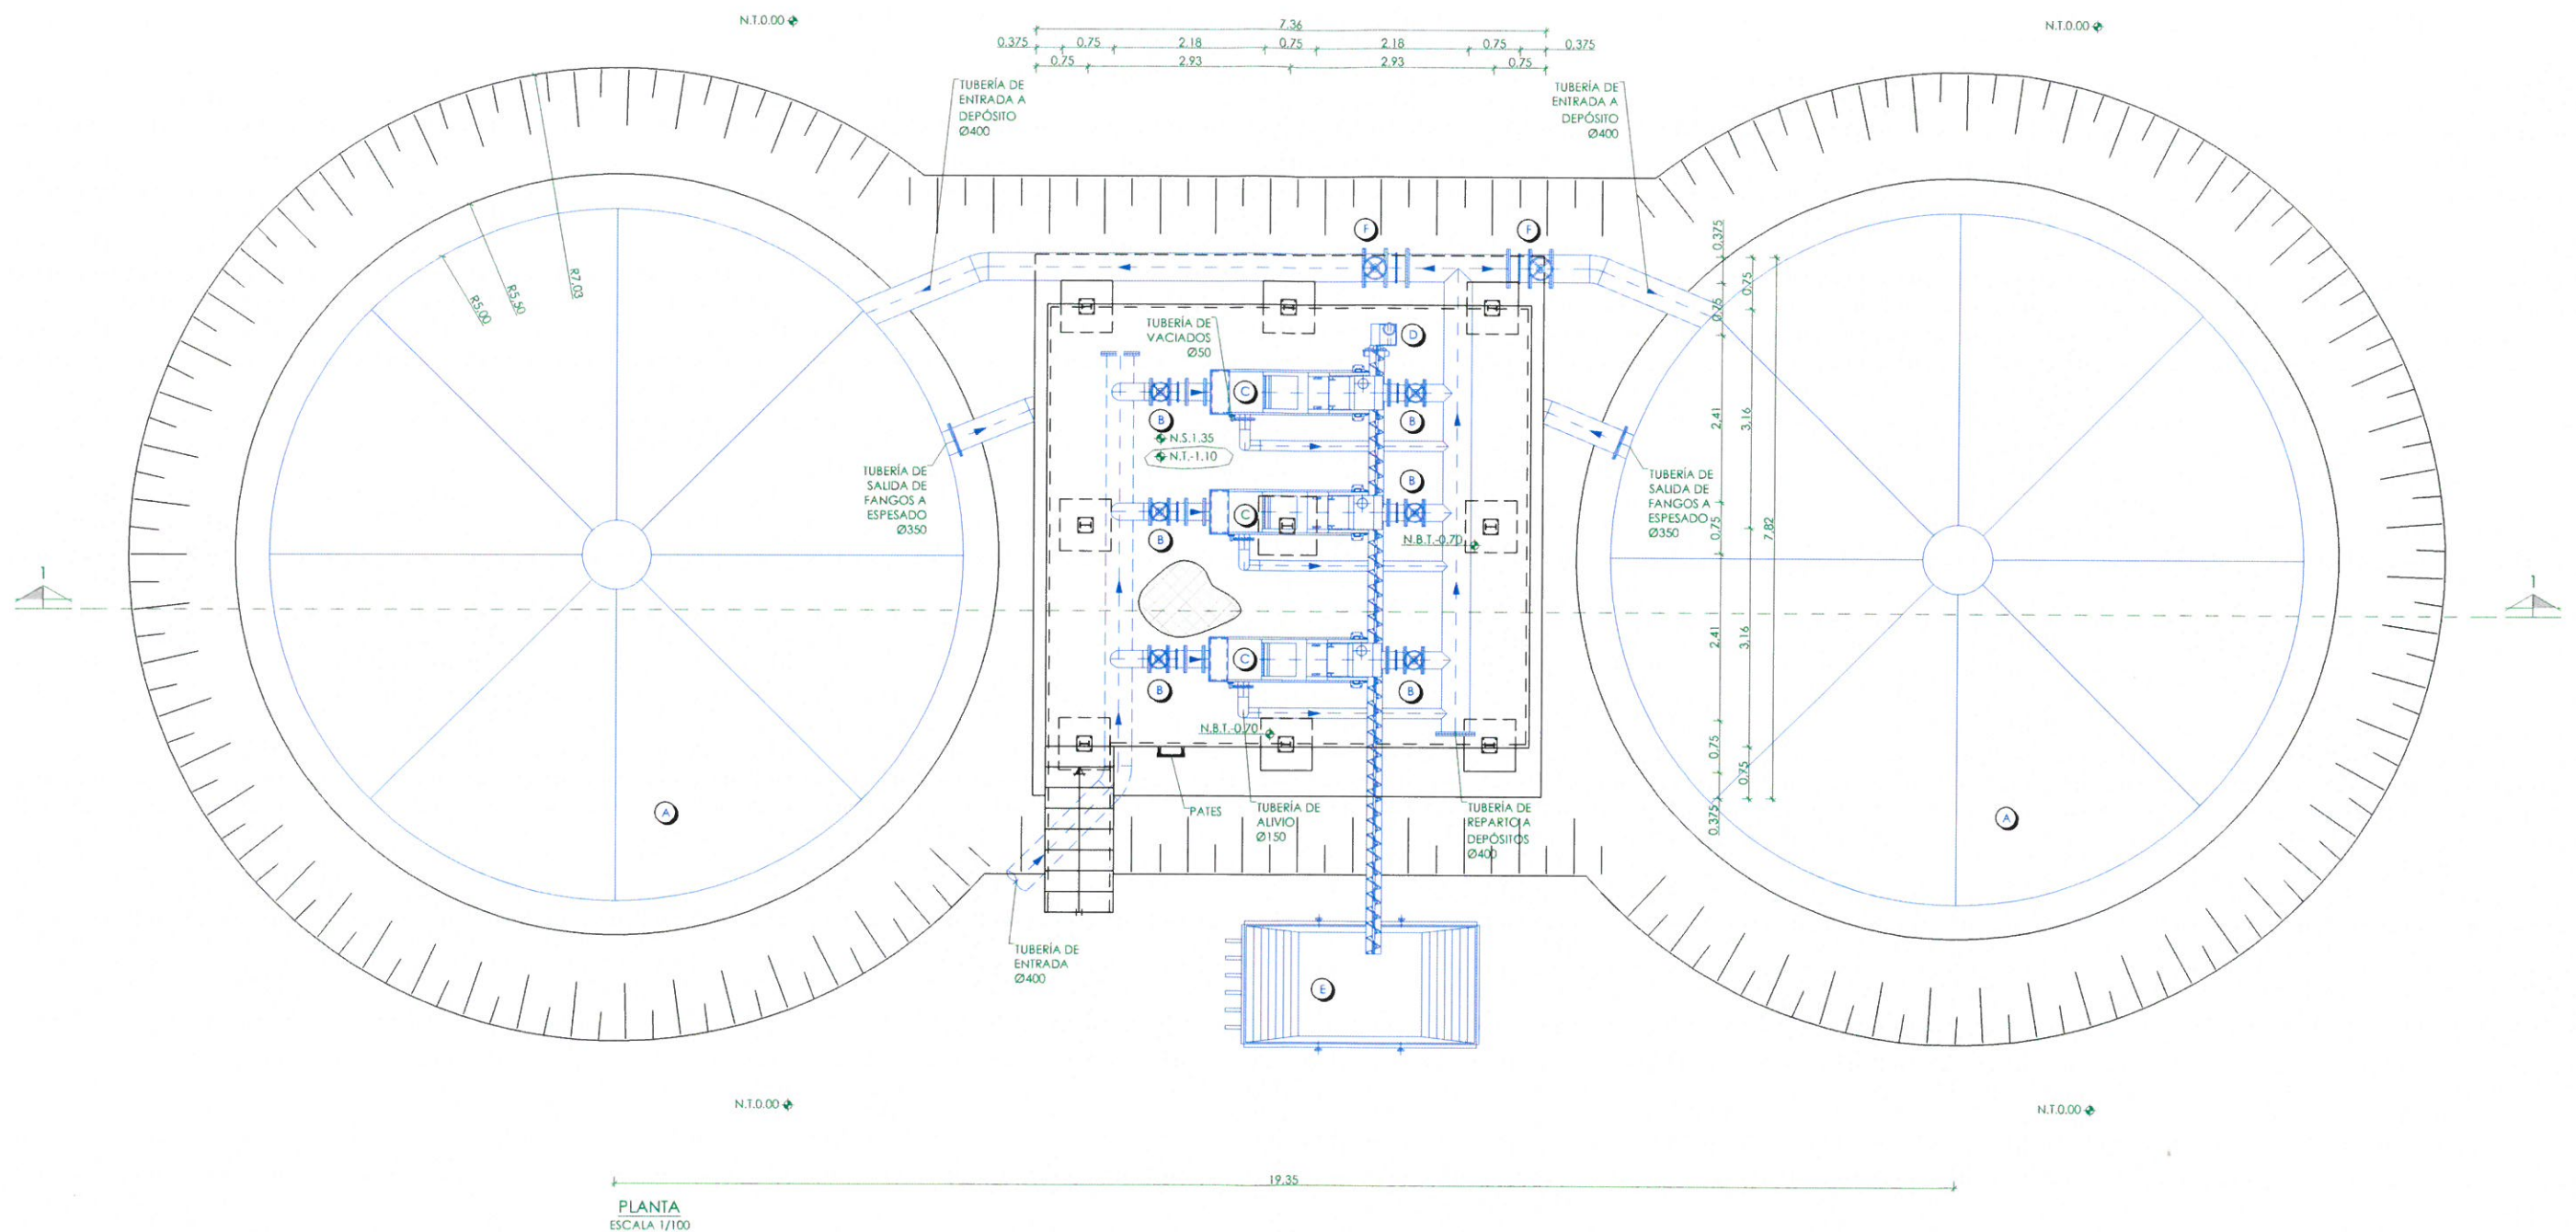 N.T.0.00
N.T.0.00
7.36
0.375
0.75
2.18
0.75
2.18
0.75
0.375
0.75
2.93
2.93
0.75
TUBERÍA DE
ENTRADA A
DEPÓSITO
Ø400
TUBERÍA DE
ENTRADA A
DEPÓSITO
Ø400
F
F
R7.03
R5.50
R5.00
0.375
0.75
0.75
TUBERÍA DE
VACIADOS
Ø50
D
C
B
B
N.S.1.35
N.T.-1.10
2.41
3.16
TUBERÍA DE
SALIDA DE
FANGOS A
ESPESADO
Ø350
B
C
B
N.B.T.-0.70
TUBERÍA DE
SALIDA DE
FANGOS A
ESPESADO
Ø350
0.75
7.82
1
1
2.41
3.16
C
B
B
N.B.T.-0.70
0.75
0.75
0.375
A
PATES
TUBERÍA DE
ALIVIO
Ø150
TUBERÍA DE
REPARTO A
DEPÓSITOS
Ø400
A
TUBERÍA DE
ENTRADA
Ø400
E
N.T.0.00
N.T.0.00
19.35
PLANTA
ESCALA 1/100